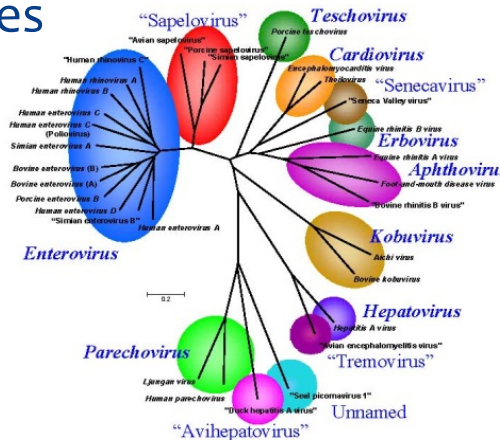 es
"Sapelovirus"
Teschovirus
"Avian sapelovirus"
"Porcine sapelovirus"
"Simian sapelovirus"
Porcine teschovirus
Cardiovirus
Encephalomyocarditis virus
Theilovirus
"Senecavirus"
"Seneca Valley virus"
Equine rhinitis B virus
Erbovirus
Equine rhinitis A virus
Aphthoviru
Foot-and-mouth disease virus
"Bovine rhinitis B virus"
"Human rhinovirus C"
Human rhinovirus A
Human rhinovirus B
Human enterovirus C
Human enterovirus C
(Poliovirus)
Simian enterovirus A
Bovine enterovirus (B)
Bovine enterovirus (A)
Porcine enterovirus B
Human enterovirus D
"Simian enterovirus B"
Human enterovirus A
Enterovirus
Kobuvirus
Aichi virus
Bovine kobuvirus
0.2
Hepatovirus
Hepatitis A virus
"Avian encephalomyelitis virus"
"Tremovirus"
Parechovirus
Ljungan virus
Human parechovirus
"Duck hepatitis A virus"
"Seal picornavirus 1"
Unnamed
"Avihepatovirus"